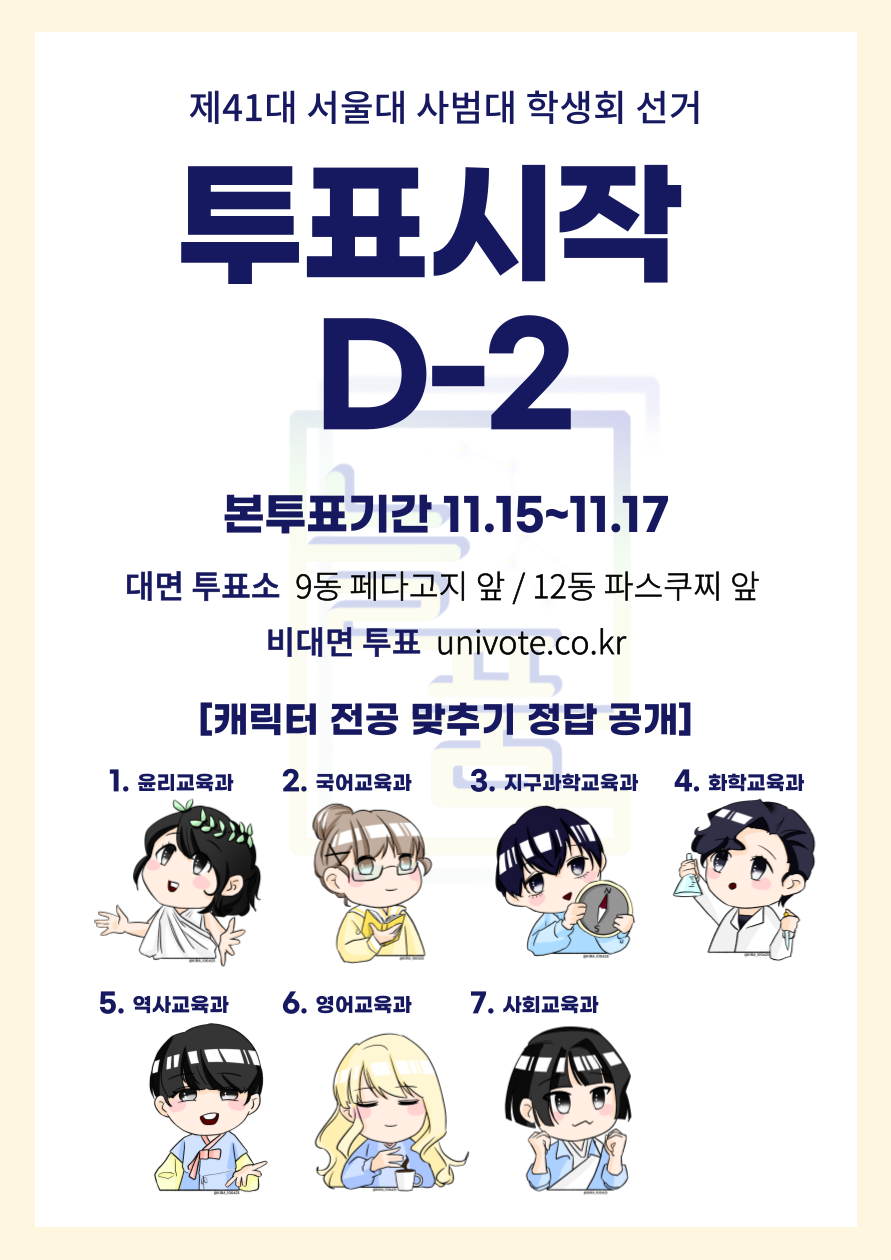 제41대 서울대 사범대 학생회 선거
투표시작
D-2
본투표기간 11.15~11.17
대면 투표소 9동 페다고지 앞 / 12동 파스쿠찌 앞
비대면 투표 univote.co.kr
[캐릭터 전공 맞추기 정답 공개]
1. 윤리교육과 2. 국어교육과 3. 지구과학교육과 4. 화학교육과
N
S
5. 역사교육과 6. 영어교육과 7. 사회교육과